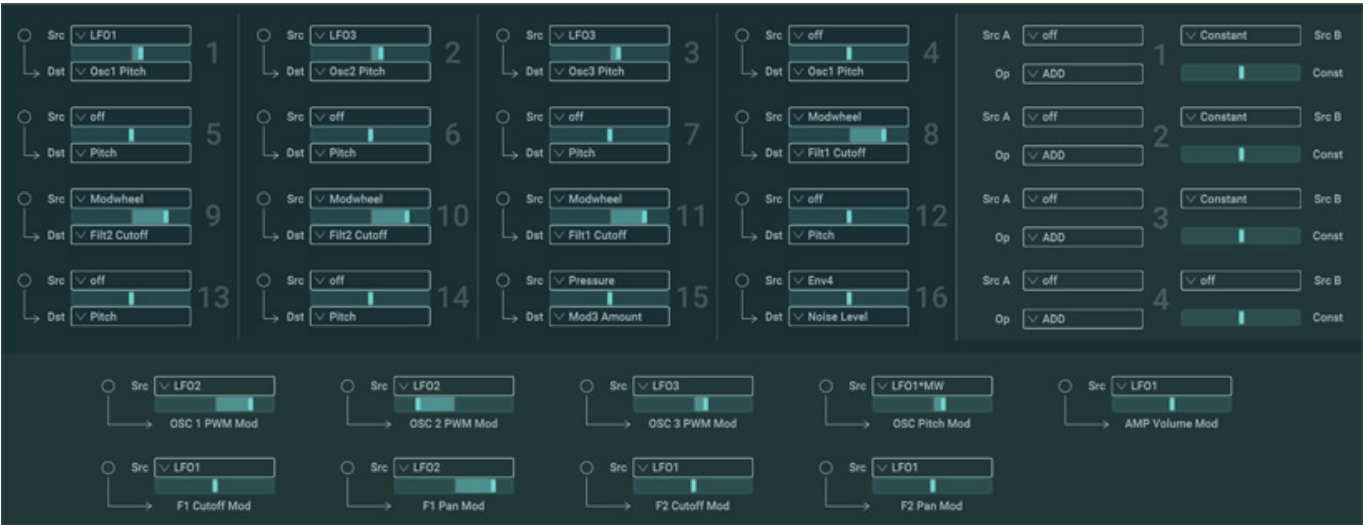 Src LFO1 1
Dst Osc1 Pitch
Src LFO3 2
Dst Osc2 Pitch
Src LFO3 3
Dst Osc3 Pitch
Src off 4
Dst Osc1 Pitch
Src A off 1 Constant Src B
Op ADD Const
Src off 5
Dst Pitch
Src off 6
Dst Pitch
Src off 7
Dst Pitch
Src Modwheel 8
Dst Filt1 Cutoff
Src A off 2 Constant Src B
Op ADD Const
Src Modwheel 9
Dst Filt2 Cutoff
Src Modwheel 10
Dst Filt2 Cutoff
Src Modwheel 11
Dst Filt1 Cutoff
Src off 12
Dst Pitch
Src A off 3 Constant Src B
Op ADD Const
Src off 13
Dst Pitch
Src off 14
Dst Pitch
Src Pressure 15
Dst Mod3 Amount
Src Env4 16
Dst Noise Level
Src A off 4 off Src B
Op ADD Const
Src LFO2
OSC 1 PWM Mod
Src LFO2
OSC 2 PWM Mod
Src LFO3
OSC 3 PWM Mod
Src LFO1*MW
OSC Pitch Mod
Src LFO1
AMP Volume Mod
Src LFO1
F1 Cutoff Mod
Src LFO2
F1 Pan Mod
Src LFO1
F2 Cutoff Mod
Src LFO1
F2 Pan Mod